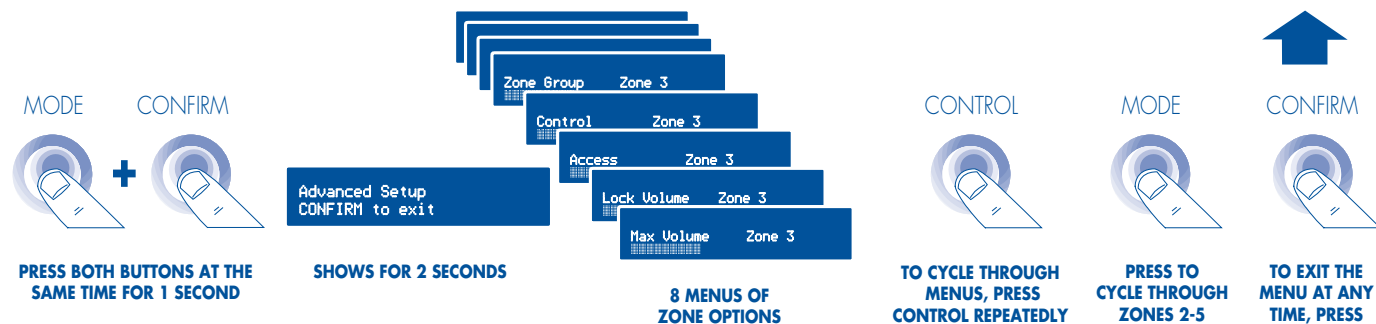 MODE
CONFIRM
PRESS BOTH BUTTONS AT THE
SAME TIME FOR 1 SECOND
Advanced Setup
CONFIRM to exit
SHOWS FOR 2 SECONDS
Zone Group Zone 3
Control Zone 3
Access Zone 3
Lock Volume Zone 3
Max Volume Zone 3
8 MENUS OF
ZONE OPTIONS
CONTROL
TO CYCLE THROUGH
MENUS, PRESS
CONTROL REPEATEDLY
MODE
PRESS TO
CYCLE THROUGH
ZONES 2-5
CONFIRM
TO EXIT THE
MENU AT ANY
TIME, PRESS